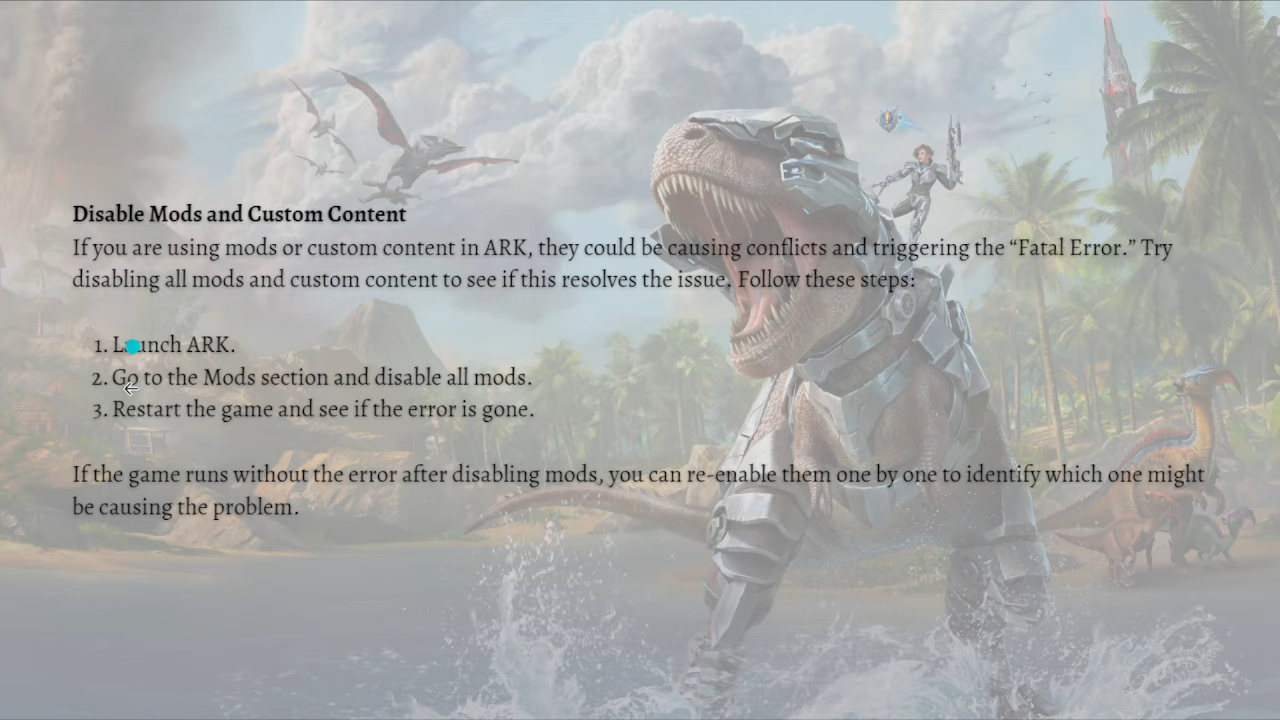 Disable Mods and Custom Content
If you are using mods or custom content in ARK, they could be causing conflicts and triggering the “Fatal Error.” Try
disabling all mods and custom content to see if this resolves the issue. Follow these steps:
1. Launch ARK.
2. Go to the Mods section and disable all mods.
3. Restart the game and see if the error is gone.
If the game runs without the error after disabling mods, you can re-enable them one by one to identify which one might
be causing the problem.